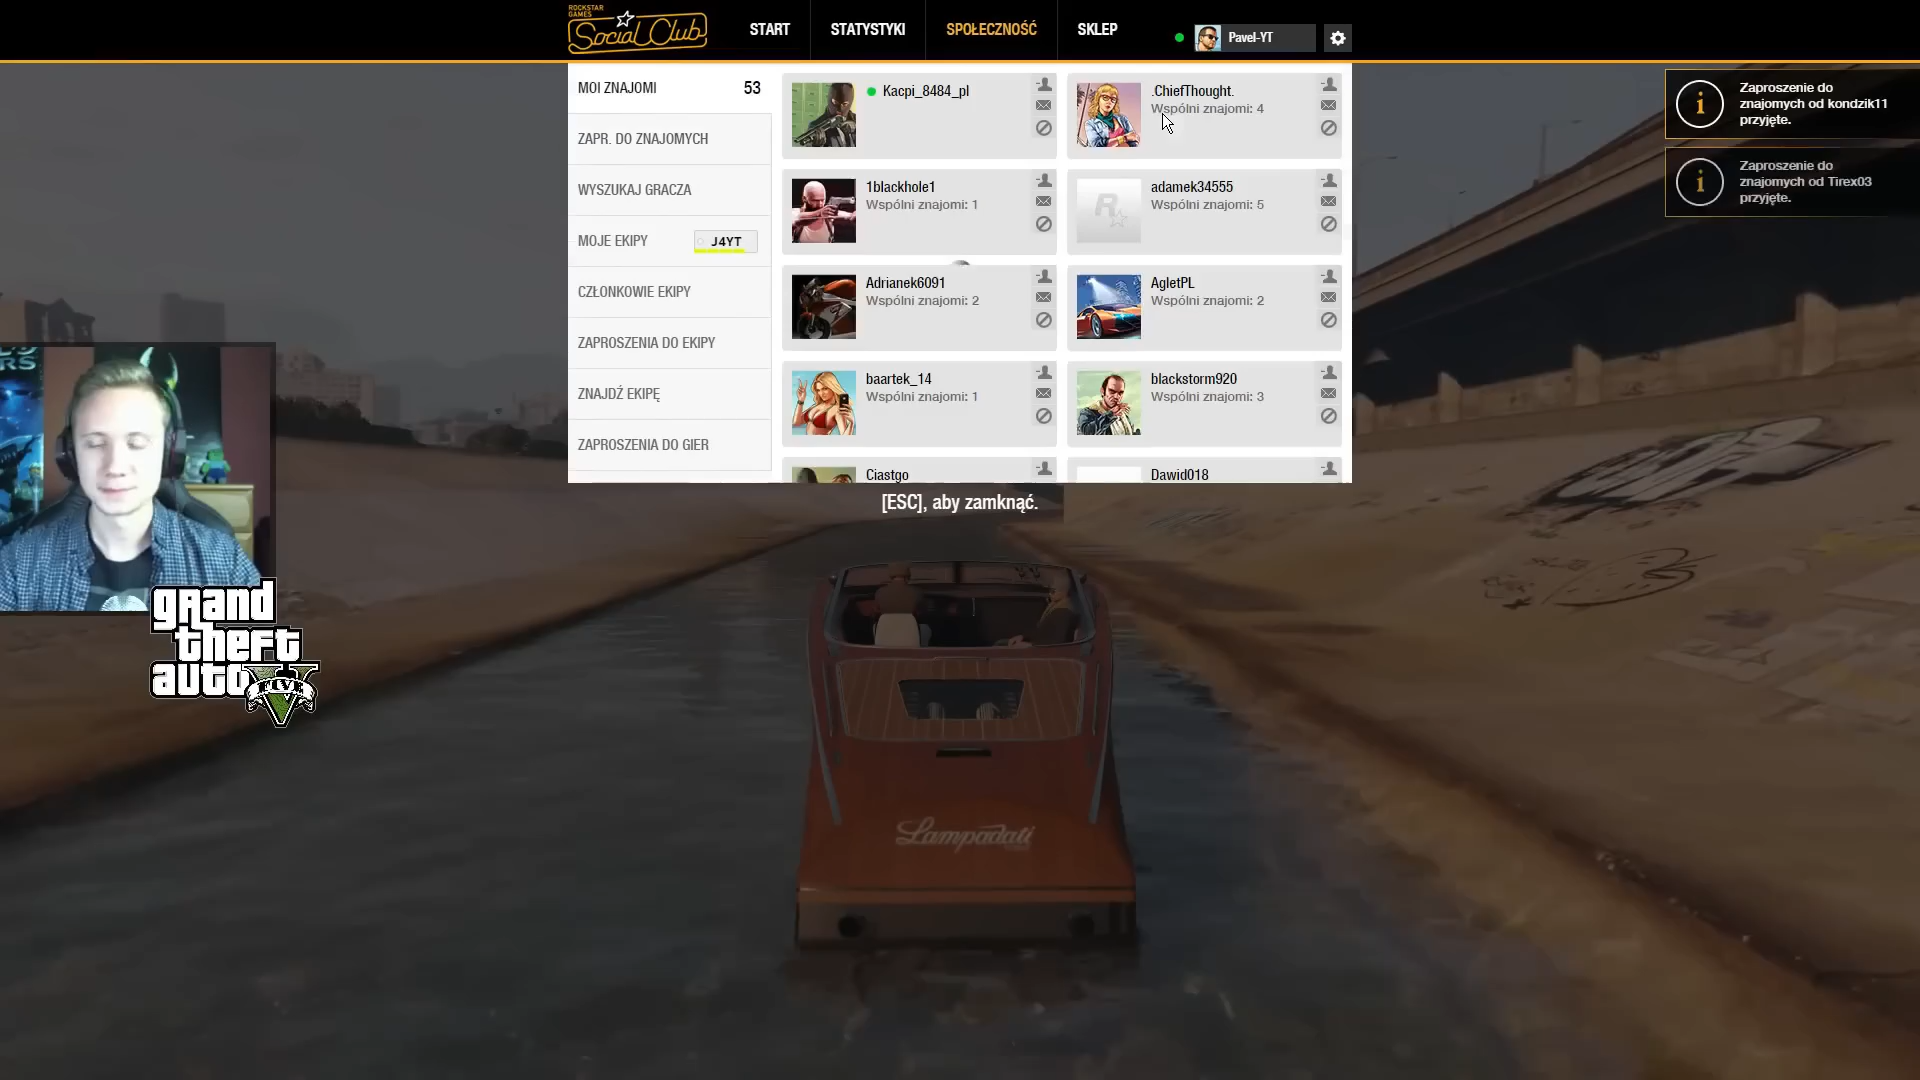 ROCKSTAR
GAMES
Social Club
START
STATYSTYKI
SPOŁECZNOŚĆ
SKLEP
Pavel-YT
MOI ZNAJOMI 53
ZAPR. DO ZNAJOMYCH
WYSZUKAJ GRACZA
MOJE EKIPY J4YT
CZŁONKOWIE EKIPY
ZAPROSZENIA DO EKIPY
ZNAJDŹ EKIPĘ
ZAPROSZENIA DO GIER
Kacpi_8484_pl
.ChiefThought.
Wspólni znajomi: 4
1blackhole1
Wspólni znajomi: 1
adamek34555
Wspólni znajomi: 5
Adrianek6091
Wspólni znajomi: 2
AgletPL
Wspólni znajomi: 2
baartek_14
Wspólni znajomi: 1
blackstorm920
Wspólni znajomi: 3
Ciastgo
Dawid018
[ESC], aby zamknąć.
Zaproszenie do
znajomych od kondzik11
przyjęte.
Zaproszenie do
znajomych od Tirex03
przyjęte.
grand
theft
auto V
FIVE
Lampadati